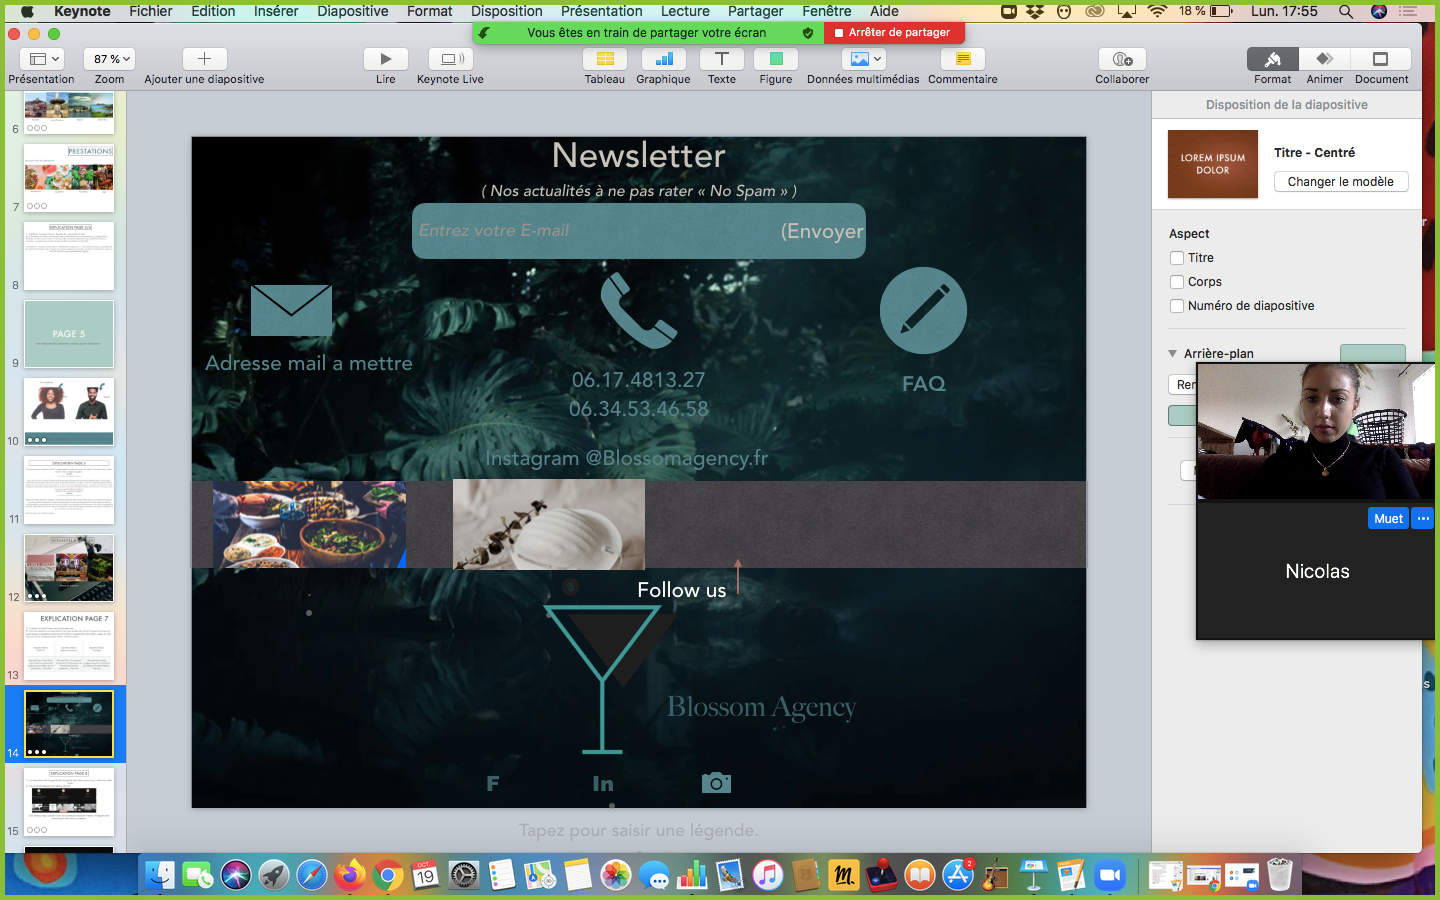 Keynote Fichier Edition Insérer Diapositive Format Disposition Présentation Lecture Partager Fenêtre Aide 18 % Lun. 17:55
Vous êtes en train de partager votre écran Arrêter de partager
87 %
Présentation Zoom Ajouter une diapositive Lire Keynote Live Tableau Graphique Texte Figure Données multimédias Commentaire Collaborer Format Animer Document
Disposition de la diapositive
LOREM IPSUM
DOLOR
Titre - Centré
Changer le modèle
Aspect
Titre
Corps
Numéro de diapositive
Arrière-plan
Muet
Nicolas
6
PRESTATIONS
7
8
PAGE 5
9
10
11
12
EXPLICATION PAGE 7
13
14
15
Newsletter
( Nos actualités à ne pas rater « No Spam » )
Entrez votre E-mail (Envoyer
Adresse mail a mettre
06.17.4813.27
06.34.53.46.58
FAQ
Instagram @Blossomagency.fr
Follow us
Blossom Agency
F In
Tapez pour saisir une légende.
OCT.
19
2